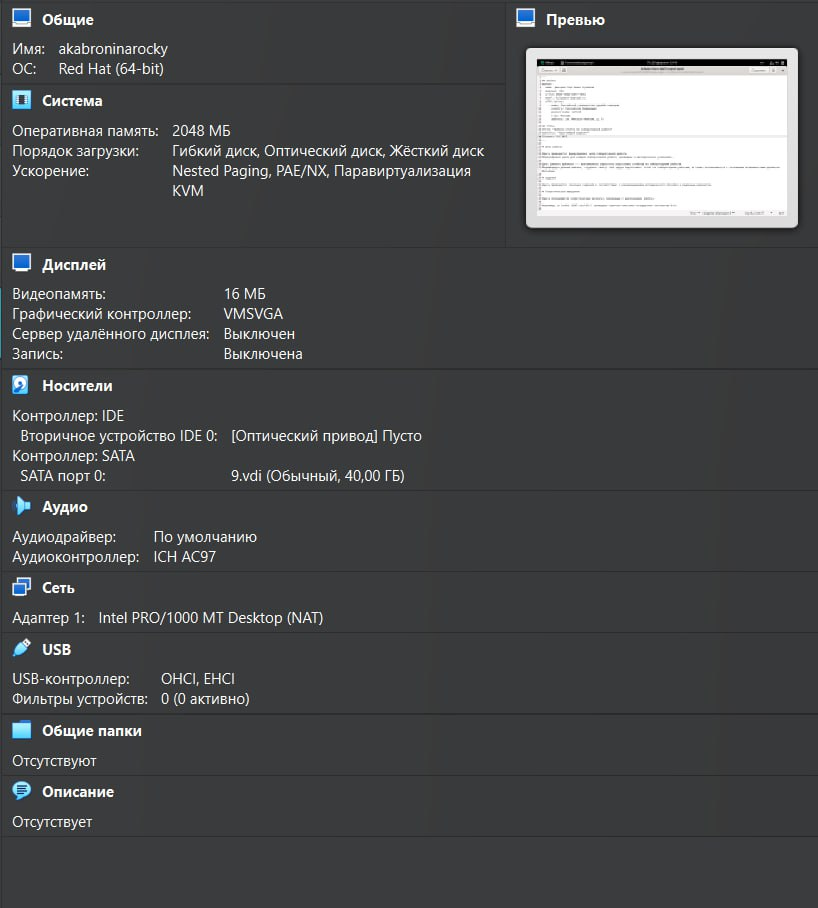 Общие
Имя: akabroninarocky
ОС: Red Hat (64-bit)
Превью
Система
Оперативная память: 2048 МБ
Порядок загрузки: Гибкий диск, Оптический диск, Жёсткий диск
Ускорение: Nested Paging, PAE/NX, Паравиртуализация
KVM
Дисплей
Видеопамять: 16 МБ
Графический контроллер: VMSVGA
Сервер удалённого дисплея: Выключен
Запись: Выключена
Носители
Контроллер: IDE
Вторичное устройство IDE 0: [Оптический привод] Пусто
Контроллер: SATA
SATA порт 0: 9.vdi (Обычный, 40,00 ГБ)
Аудио
Аудиодрайвер: По умолчанию
Аудиоконтроллер: ICH AC97
Сеть
Адаптер 1: Intel PRO/1000 MT Desktop (NAT)
USB
USB-контроллер: OHCI, EHCI
Фильтры устройств: 0 (0 активно)
Общие папки
Отсутствуют
Описание
Отсутствует